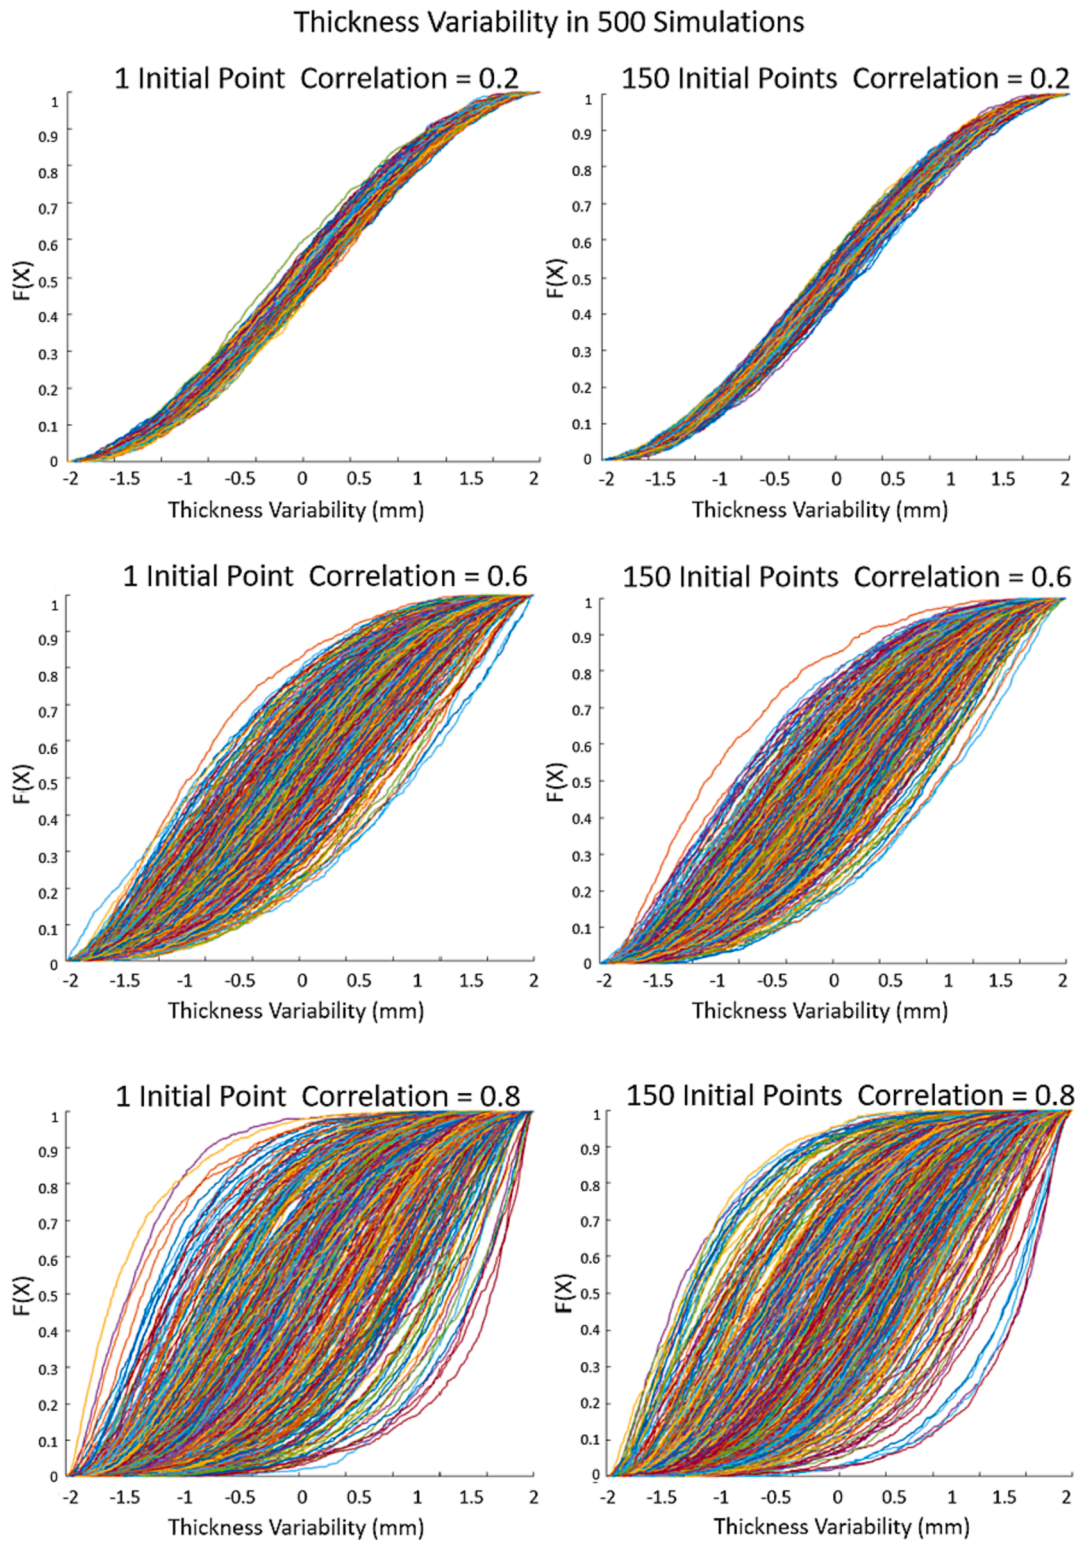 Thickness Variability in 500 Simulations
1 Initial Point Correlation = 0.2
150 Initial Points Correlation = 0.2
1
0.9
0.8
0.7
0.6
0.5
0.4
0.3
0.2
0.1
0
F(X)
-2 -1.5 -1 -0.5 0 0.5 1 1.5 2
Thickness Variability (mm)
1
0.9
0.8
0.7
0.6
0.5
0.4
0.3
0.2
0.1
0
F(X)
-2 -1.5 -1 -0.5 0 0.5 1 1.5 2
Thickness Variability (mm)
1 Initial Point Correlation = 0.6
150 Initial Points Correlation = 0.6
1
0.9
0.8
0.7
0.6
0.5
0.4
0.3
0.2
0.1
0
F(X)
-2 -1.5 -1 -0.5 0 0.5 1 1.5 2
Thickness Variability (mm)
1
0.9
0.8
0.7
0.6
0.5
0.4
0.3
0.2
0.1
0
F(X)
-2 -1.5 -1 -0.5 0 0.5 1 1.5 2
Thickness Variability (mm)
1 Initial Point Correlation = 0.8
150 Initial Points Correlation = 0.8
1
0.9
0.8
0.7
0.6
0.5
0.4
0.3
0.2
0.1
0
F(X)
-2 -1.5 -1 -0.5 0 0.5 1 1.5 2
Thickness Variability (mm)
1
0.9
0.8
0.7
0.6
0.5
0.4
0.3
0.2
0.1
0
F(X)
-2 -1.5 -1 -0.5 0 0.5 1 1.5 2
Thickness Variability (mm)